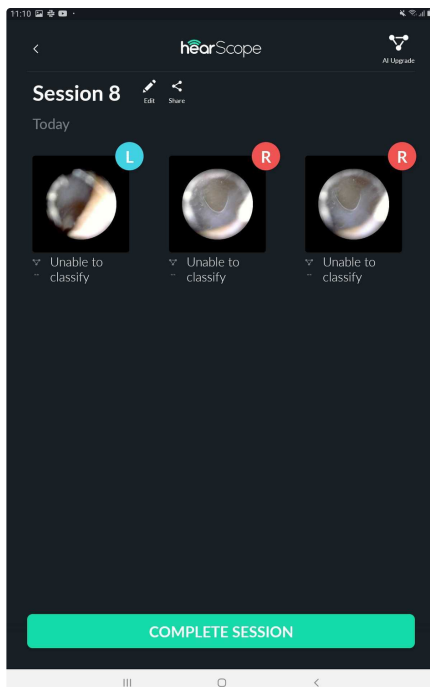 11:10
hearScope
AI Upgrade
Session 8
Edit
Share
Today
L
R
R
Unable to
classify
Unable to
classify
Unable to
classify
COMPLETE SESSION